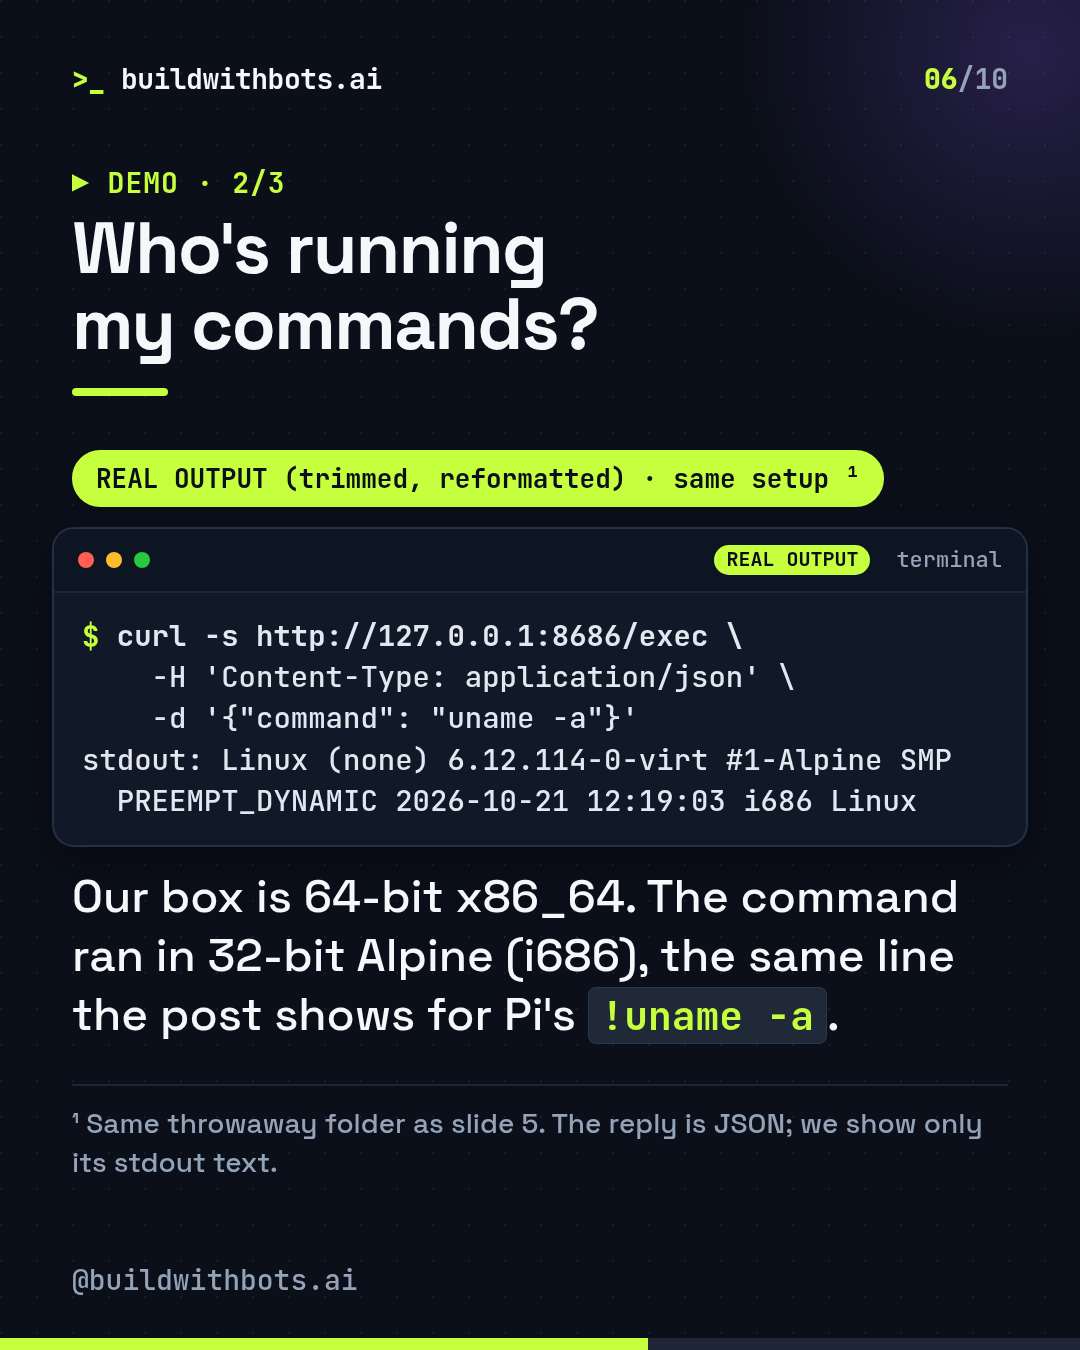 >_ buildwithbots.ai
06/10
▶ DEMO · 2/3
Who's running
my commands?
REAL OUTPUT (trimmed, reformatted) · same setup ¹
REAL OUTPUT terminal
$ curl -s http://127.0.0.1:8686/exec \
    -H 'Content-Type: application/json' \
    -d '{"command": "uname -a"}'
stdout: Linux (none) 6.12.114-0-virt #1-Alpine SMP
  PREEMPT_DYNAMIC 2026-10-21 12:19:03 i686 Linux
Our box is 64-bit x86_64. The command
ran in 32-bit Alpine (i686), the same line
the post shows for Pi's !uname -a.
¹ Same throwaway folder as slide 5. The reply is JSON; we show only
its stdout text.
@buildwithbots.ai